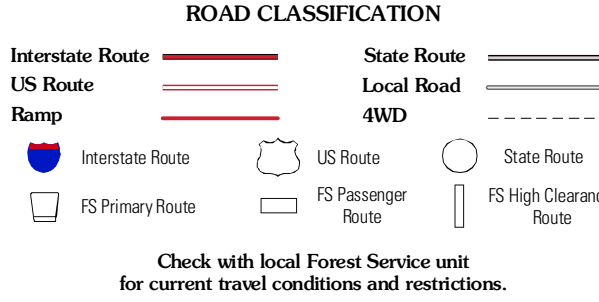 ROAD CLASSIFICATION
Interstate Route
State Route
US Route
Local Road
Ramp
4WD
Interstate Route
US Route
State Route
FS Primary Route
FS Passenger
Route
FS High Clearanc
Route
Check with local Forest Service unit
for current travel conditions and restrictions.